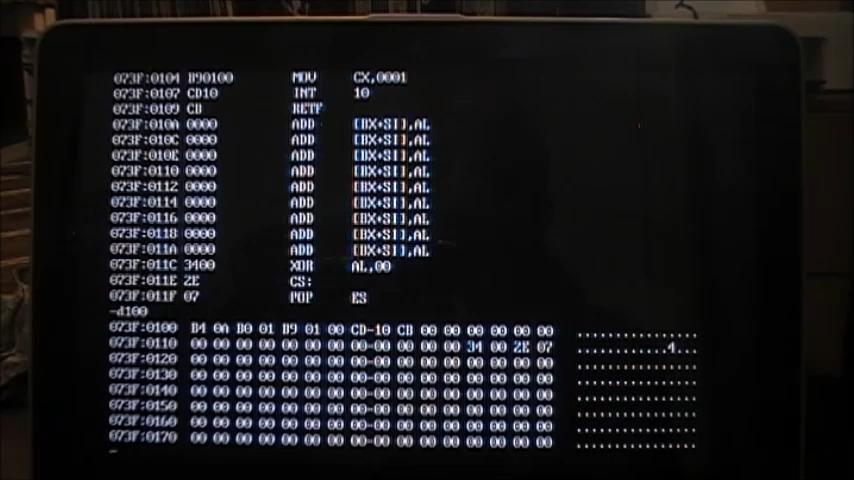 073F:0104 B90100 MOV CX,0001
073F:0107 CD10 INT 10
073F:0109 CB RETF
073F:010A 0000 ADD [BX+SI],AL
073F:010C 0000 ADD [BX+SI],AL
073F:010E 0000 ADD [BX+SI],AL
073F:0110 0000 ADD [BX+SI],AL
073F:0112 0000 ADD [BX+SI],AL
073F:0114 0000 ADD [BX+SI],AL
073F:0116 0000 ADD [BX+SI],AL
073F:0118 0000 ADD [BX+SI],AL
073F:011A 0000 ADD [BX+SI],AL
073F:011C 3400 XOR AL,00
073F:011E 2E CS:
073F:011F 07 POP ES
-d100
073F:0100 B4 0A B0 01 B9 01 00 CD-10 CB 00 00 00 00 00 00 ................
073F:0110 00 00 00 00 00 00 00 00-00 00 00 00 34 00 2E 07 ............4...
073F:0120 00 00 00 00 00 00 00 00-00 00 00 00 00 00 00 00 ................
073F:0130 00 00 00 00 00 00 00 00-00 00 00 00 00 00 00 00 ................
073F:0140 00 00 00 00 00 00 00 00-00 00 00 00 00 00 00 00 ................
073F:0150 00 00 00 00 00 00 00 00-00 00 00 00 00 00 00 00 ................
073F:0160 00 00 00 00 00 00 00 00-00 00 00 00 00 00 00 00 ................
073F:0170 00 00 00 00 00 00 00 00-00 00 00 00 00 00 00 00 ................
-